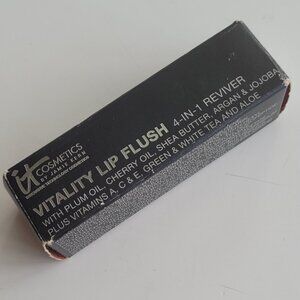 it
COSMETICS
BY JAMIE KERN
VITALITY LIP FLUSH 4-IN-1 REVIVER
WITH PLUM OIL, CHERRY OIL, SHEA BUTTER, ARGAN & JOJOBA
PLUS VITAMINS A, C & E, GREEN & WHITE TEA AND ALOE